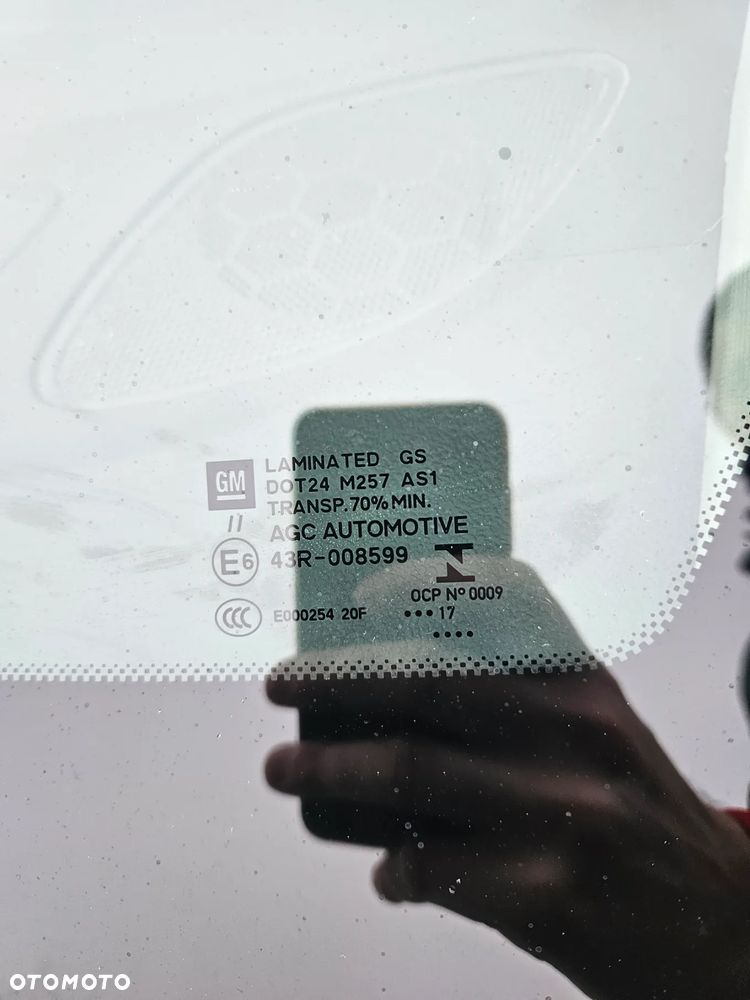 GM LAMINATED GS
DOT24 M257 AS1
TRANSP.70%MIN.
// AGC AUTOMOTIVE
E6 43R-008599
OCP Nº 0009
CCC E000254 20F •••17
••••
OTOMOTO